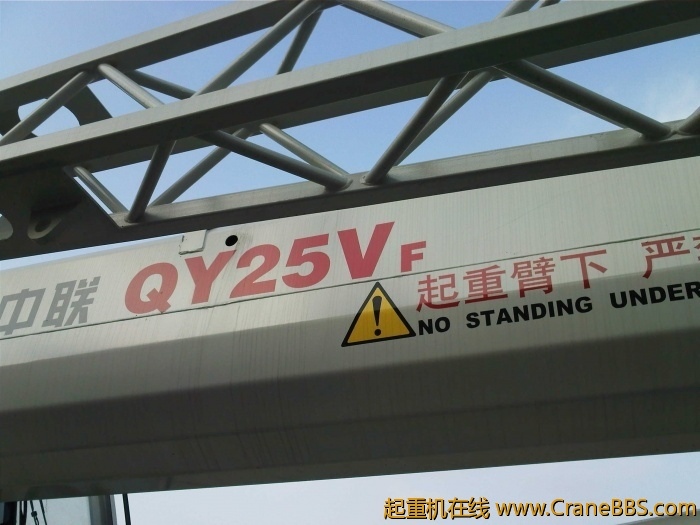 中联 QY25VF
起重臂下 严
NO STANDING UNDER
起重机在线 www.CraneBBS.com